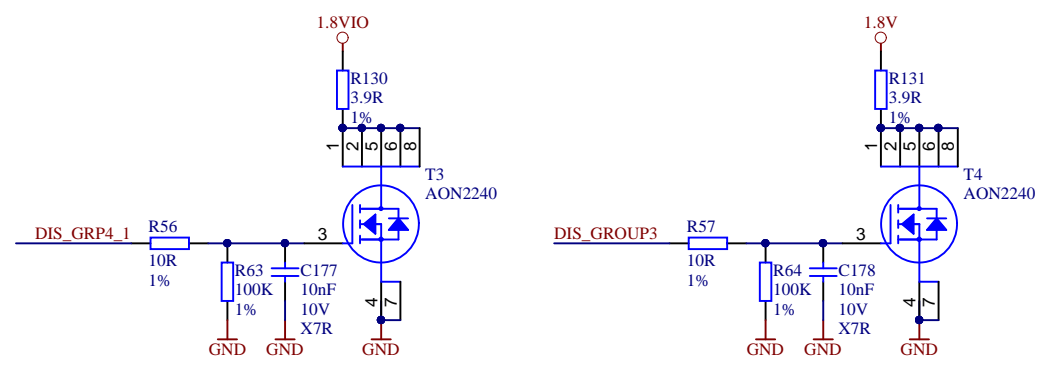 1.8VIO
R130
3.9R
1%
1
2
5
6
8
T3
AON2240
DIS_GRP4_1
R56
10R
1%
3
R63
100K
1%
C177
10nF
10V
X7R
4
7
GND
GND
GND
1.8V
R131
3.9R
1%
1
2
5
6
8
T4
AON2240
DIS_GROUP3
R57
10R
1%
3
R64
100K
1%
C178
10nF
10V
X7R
4
7
GND
GND
GND